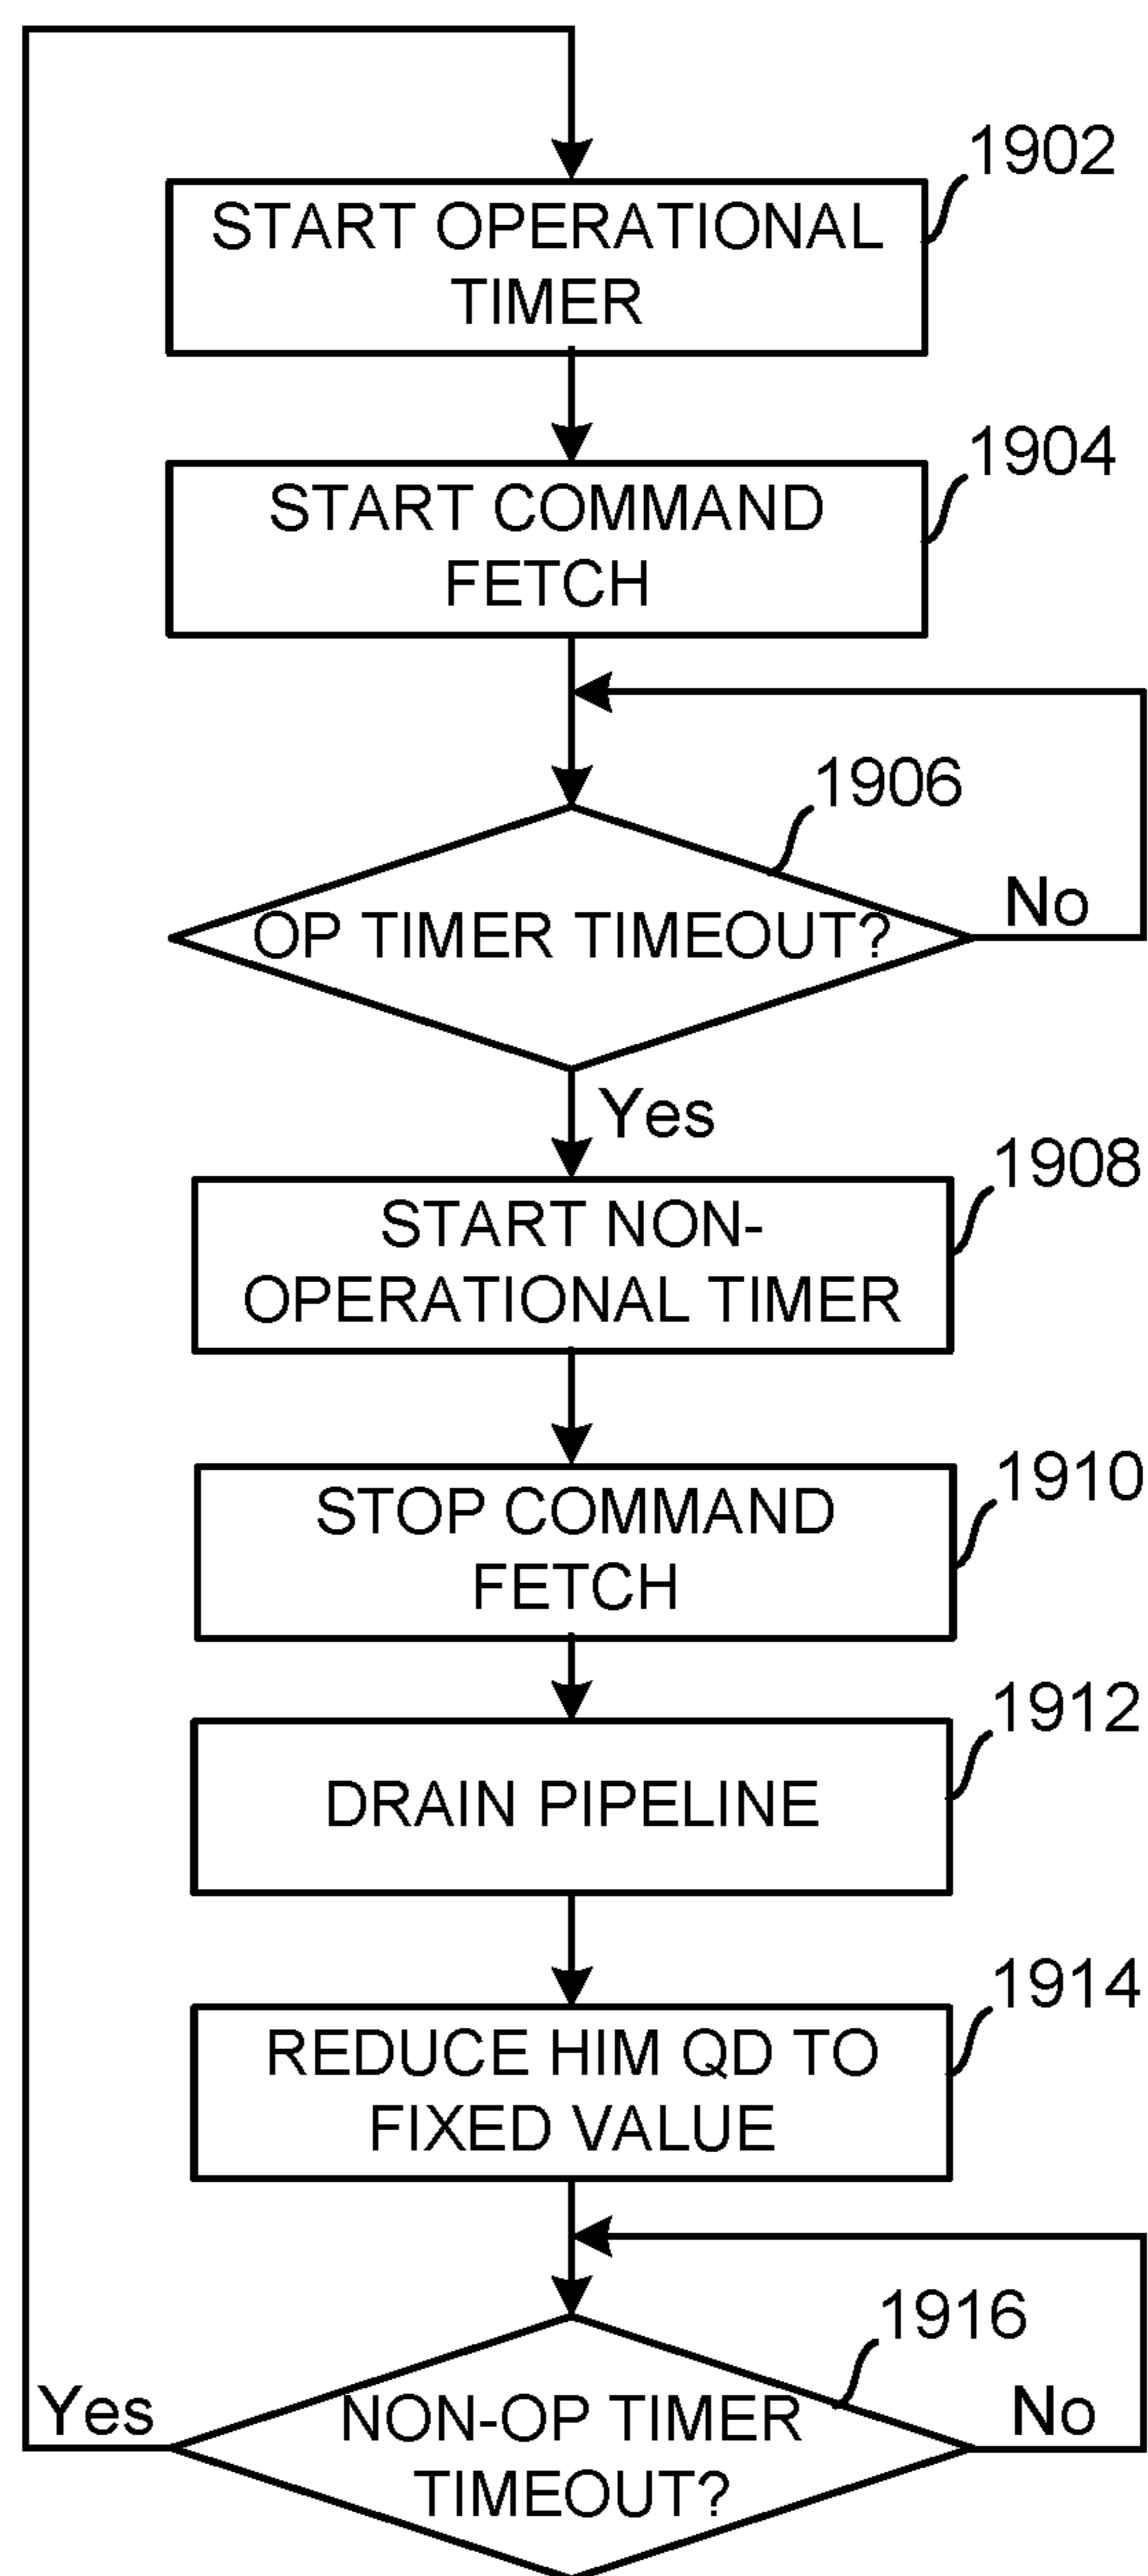 1902
START OPERATIONAL
TIMER
1904
START COMMAND
FETCH
1906
OP TIMER TIMEOUT?
No
Yes
1908
START NON-
OPERATIONAL TIMER
1910
STOP COMMAND
FETCH
1912
DRAIN PIPELINE
1914
REDUCE HIM QD TO
FIXED VALUE
1916
Yes
NON-OP TIMER
TIMEOUT?
No